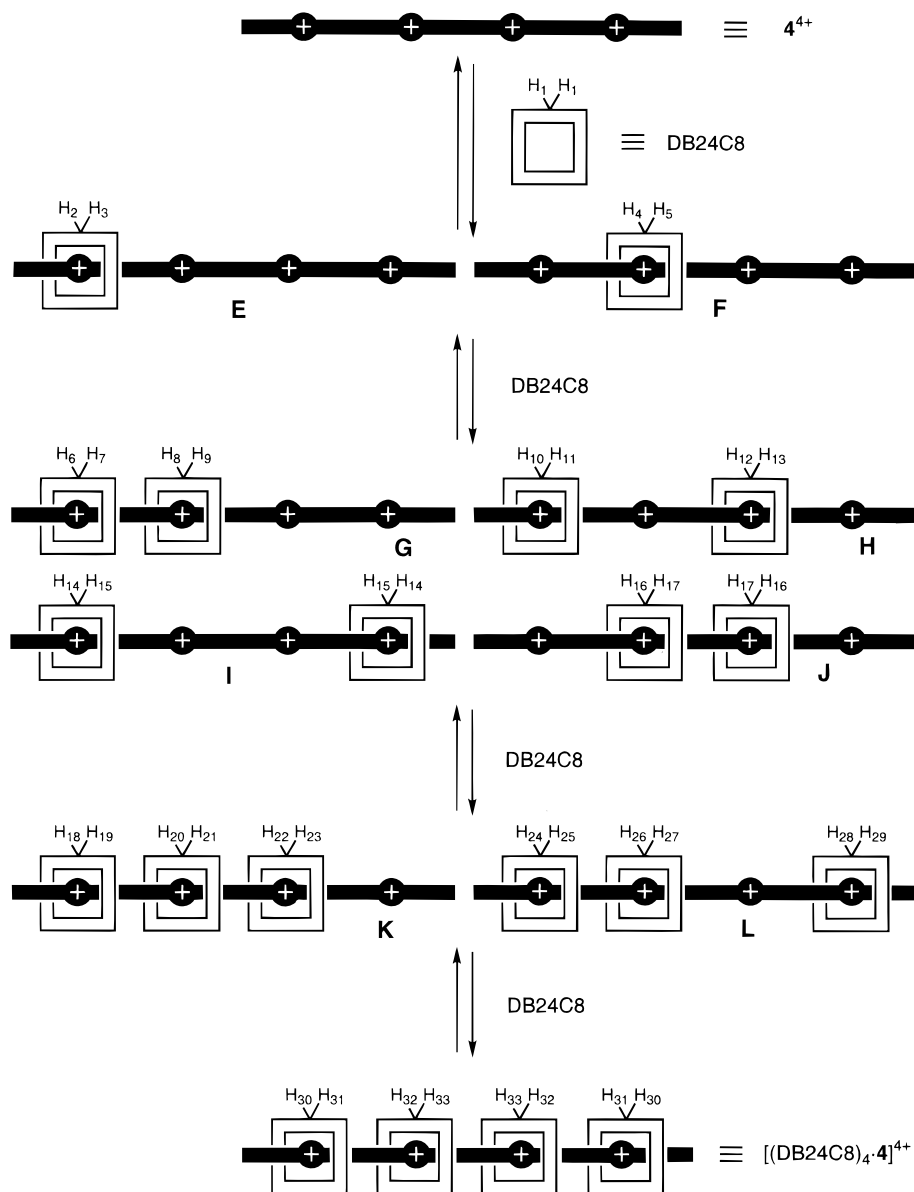 + + + + ≡ 4⁴⁺
H₁ H₁
≡ DB24C8
H₂ H₃ H₄ H₅
+ + + + + + + +
E F
DB24C8
H₆ H₇ H₈ H₉ H₁₀ H₁₁ H₁₂ H₁₃
+ + + + + + + +
G H
H₁₄ H₁₅ H₁₅ H₁₄ H₁₆ H₁₇ H₁₇ H₁₆
+ + + + + + + +
I J
DB24C8
H₁₈ H₁₉ H₂₀ H₂₁ H₂₂ H₂₃ H₂₄ H₂₅ H₂₆ H₂₇ H₂₈ H₂₉
+ + + + + + + +
K L
DB24C8
H₃₀ H₃₁ H₃₂ H₃₃ H₃₃ H₃₂ H₃₁ H₃₀
+ + + + ≡ [(DB24C8)₄·4]⁴⁺